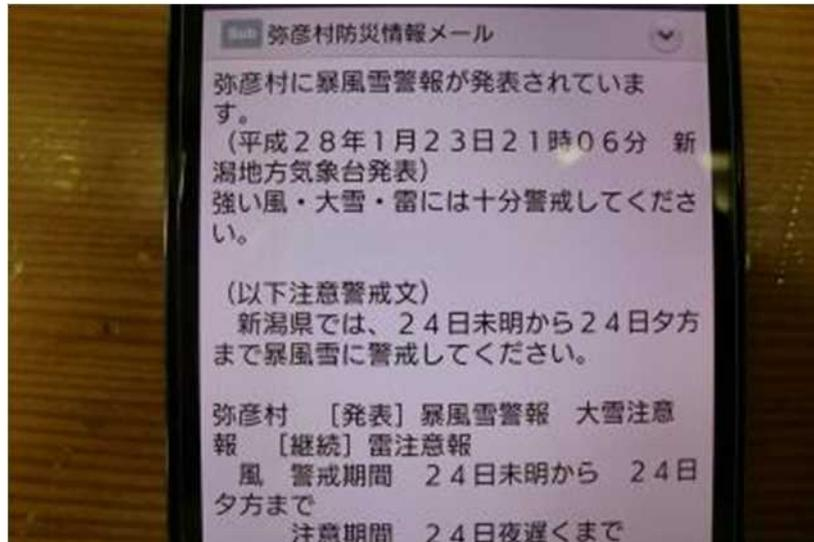 Sub 弥彦村防災情報メール
弥彦村に暴風雪警報が発表されていま
す。
(平成28年1月23日21時06分 新
潟地方気象台発表)
強い風・大雪・雷には十分警戒してくださ
い。
(以下注意警戒文)
新潟県では、24日未明から24日夕方
まで暴風雪に警戒してください。
弥彦村 [発表] 暴風雪警報 大雪注意
報 [継続] 雷注意報
風 警戒期間 24日未明から 24日
夕方まで
注意期間 24日夜遅くまで